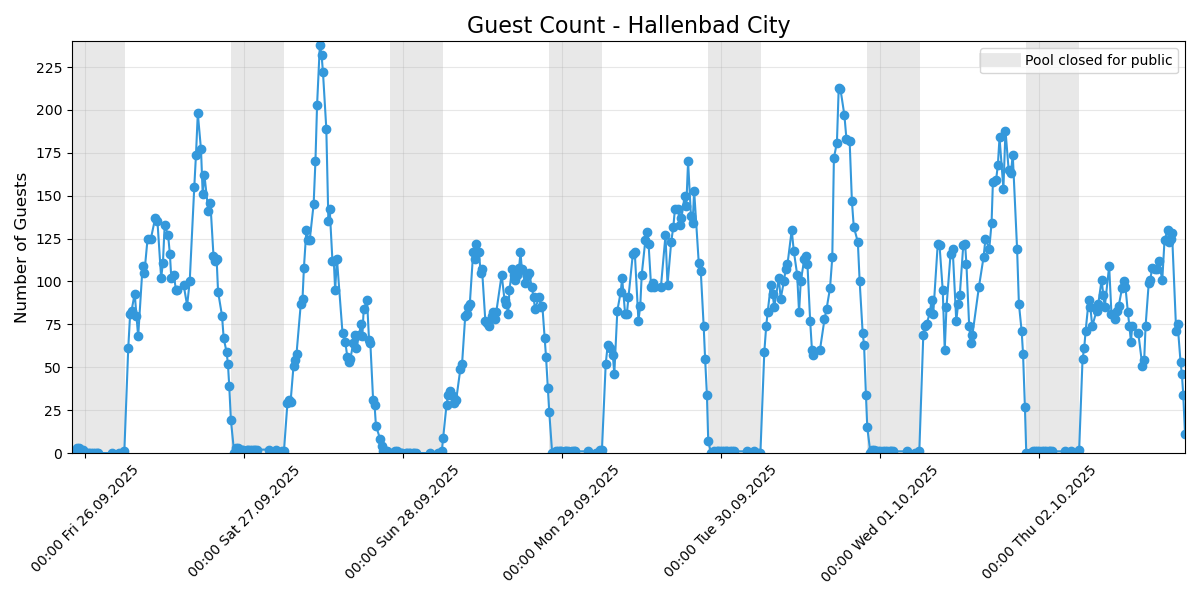 Guest Count - Hallenbad City
Pool closed for public
Number of Guests
225
200
175
150
125
100
75
50
25
0
00:00 Fri 26.09.2025
00:00 Sat 27.09.2025
00:00 Sun 28.09.2025
00:00 Mon 29.09.2025
00:00 Tue 30.09.2025
00:00 Wed 01.10.2025
00:00 Thu 02.10.2025